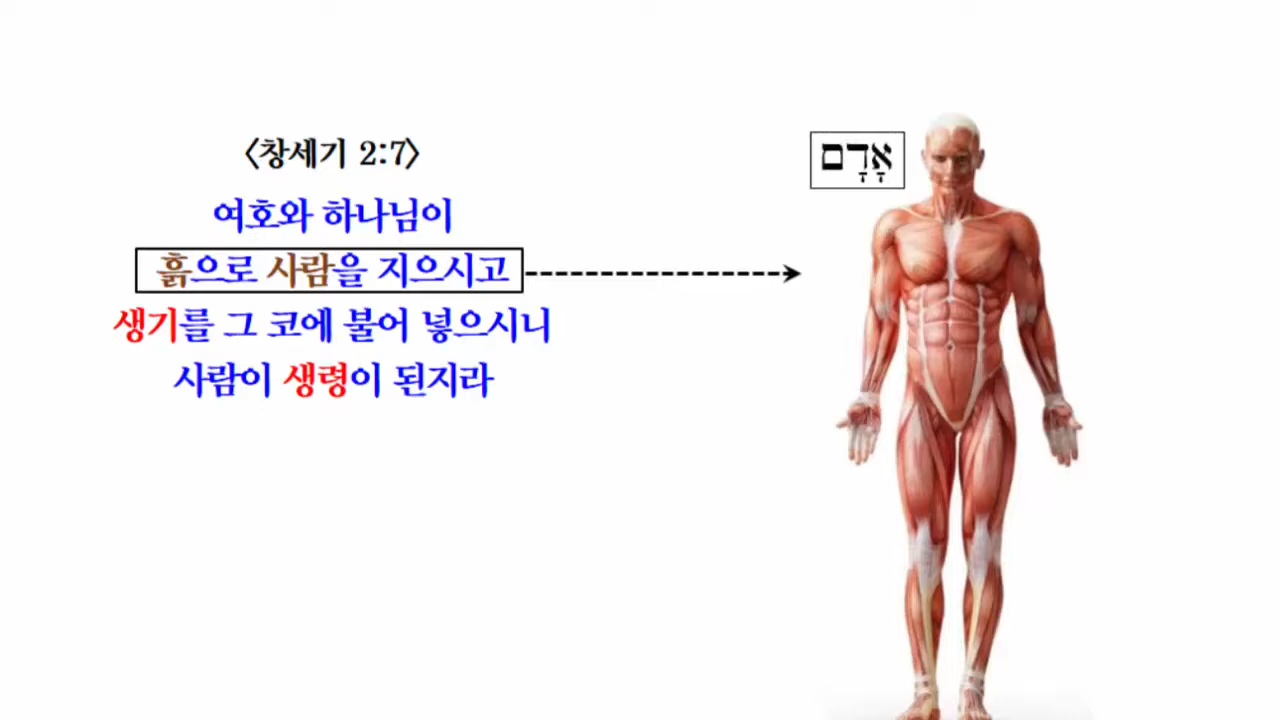 <창세기 2:7>
여호와 하나님이
흙으로 사람을 지으시고
생기를 그 코에 불어 넣으시니
사람이 생령이 된지라
אָדָם